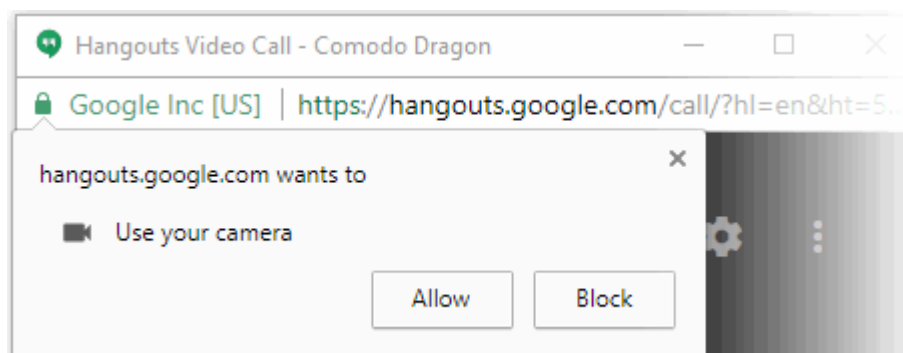 Hangouts Video Call - Comodo Dragon
Google Inc [US] | https://hangouts.google.com/call/?hl=en&ht=5...
hangouts.google.com wants to
Use your camera
Allow Block